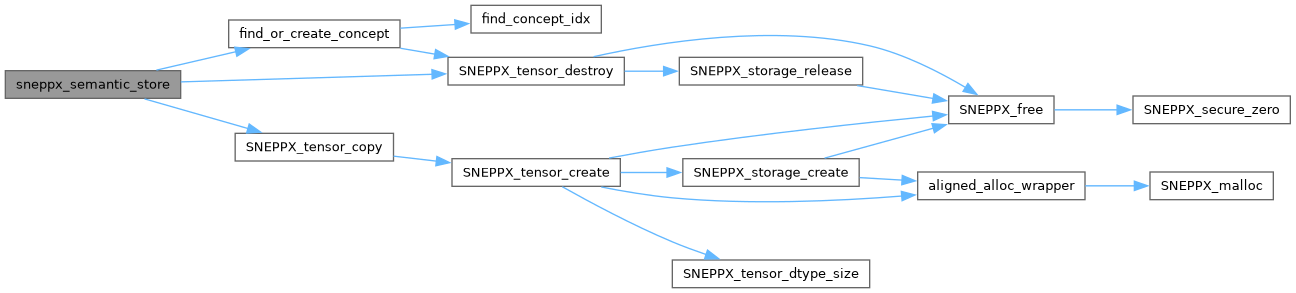 sneppx_semantic_store
find_or_create_concept
find_concept_idx
SNEPPX_tensor_destroy
SNEPPX_storage_release
SNEPPX_free
SNEPPX_secure_zero
SNEPPX_tensor_copy
SNEPPX_tensor_create
SNEPPX_storage_create
aligned_alloc_wrapper
SNEPPX_malloc
SNEPPX_tensor_dtype_size